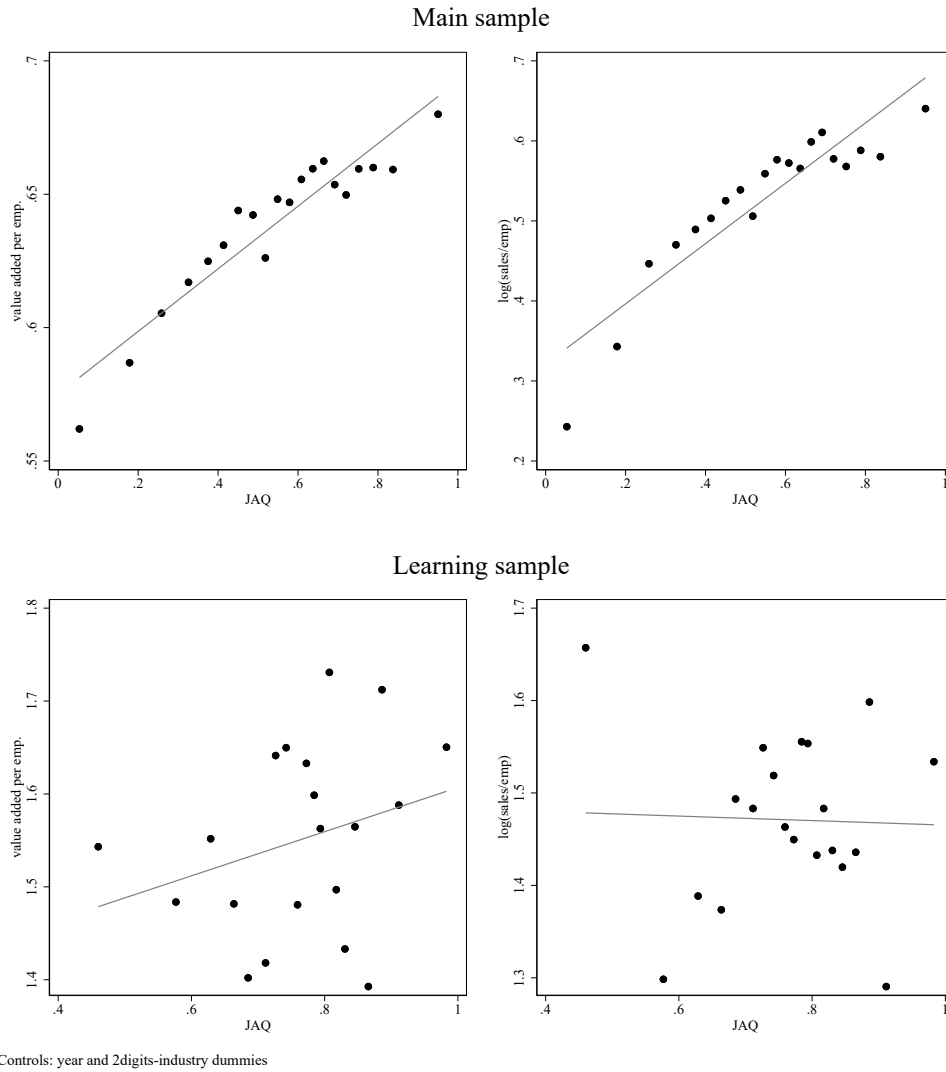 Main sample
.7
.65
.6
.55
value added per emp.
0 .2 .4 .6 .8 1
JAQ
.7
.6
.5
.4
.3
.2
log(sales/emp)
0 .2 .4 .6 .8 1
JAQ
Learning sample
1.8
1.7
1.6
1.5
1.4
value added per emp.
.4 .6 .8 1
JAQ
1.7
1.6
1.5
1.4
1.3
log(sales/emp)
.4 .6 .8 1
JAQ
Controls: year and 2digits-industry dummies